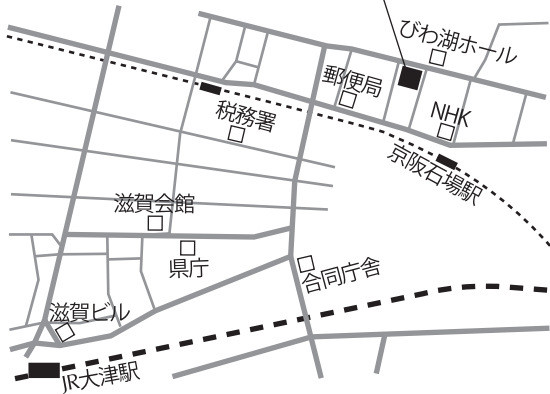 びわ湖ホール
郵便局
税務署
NHK
京阪石場駅
滋賀会館
県庁
合同庁舎
滋賀ビル
JR大津駅